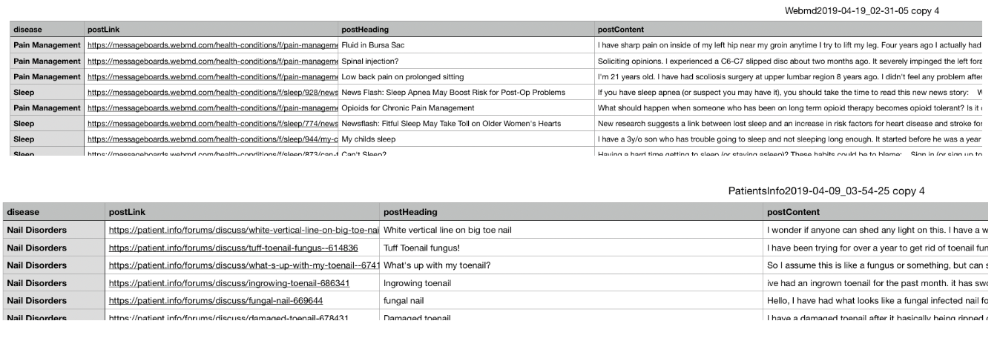 Webmd2019-04-19_02-31-05 copy 4
disease postLink postHeading postContent
Pain Management https://messageboards.webmd.com/health-conditions/f/pain-manageme Fluid in Bursa Sac I have sharp pain on inside of my left hip near my groin anytime I try to lift my leg. Four years ago I actually had
Pain Management https://messageboards.webmd.com/health-conditions/f/pain-manageme Spinal injection? Soliciting opinions. I experienced a C6-C7 slipped disc about two months ago. It severely impinged the left fora
Pain Management https://messageboards.webmd.com/health-conditions/f/pain-manageme Low back pain on prolonged sitting I'm 21 years old. I have had scoliosis surgery at upper lumbar region 8 years ago. I didn't feel any problem after
Sleep https://messageboards.webmd.com/health-conditions/f/sleep/928/news News Flash: Sleep Apnea May Boost Risk for Post-Op Problems If you have sleep apnea (or suspect you may have it), you should take the time to read this new news story: W
Pain Management https://messageboards.webmd.com/health-conditions/f/pain-manageme Opioids for Chronic Pain Management What should happen when someone who has been on long term opioid therapy becomes opioid tolerant? Is it
Sleep https://messageboards.webmd.com/health-conditions/f/sleep/774/news Newsflash: Fitful Sleep May Take Toll on Older Women's Hearts New research suggests a link between lost sleep and an increase in risk factors for heart disease and stroke for
Sleep https://messageboards.webmd.com/health-conditions/f/sleep/944/my-c My childs sleep I have a 3y/o son who has trouble going to sleep and not sleeping long enough. It started before he was a year
Sleep https://messageboards.webmd.com/health-conditions/f/sleep/873/can-t Can't Sleep? Having a hard time getting to sleep (or staying asleep)? These habits could be to blame: Sign in (or sign up to
PatientsInfo2019-04-09_03-54-25 copy 4
disease postLink postHeading postContent
Nail Disorders https://patient.info/forums/discuss/white-vertical-line-on-big-toe-nai White vertical line on big toe nail I wonder if anyone can shed any light on this. I have a w
Nail Disorders https://patient.info/forums/discuss/tuff-toenail-fungus--614836 Tuff Toenail fungus! I have been trying for over a year to get rid of toenail fun
Nail Disorders https://patient.info/forums/discuss/what-s-up-with-my-toenail--6741 What's up with my toenail? So I assume this is like a fungus or something, but can s
Nail Disorders https://patient.info/forums/discuss/ingrowing-toenail-686341 Ingrowing toenail ive had an ingrown toenail for the past month. it has swo
Nail Disorders https://patient.info/forums/discuss/fungal-nail-669644 fungal nail Hello, I have had what looks like a fungal infected nail fo
Nail Disorders https://patient.info/forums/discuss/damaged-toenail-678431 Damaged toenail I have a damaged toenail after it basically being ripped